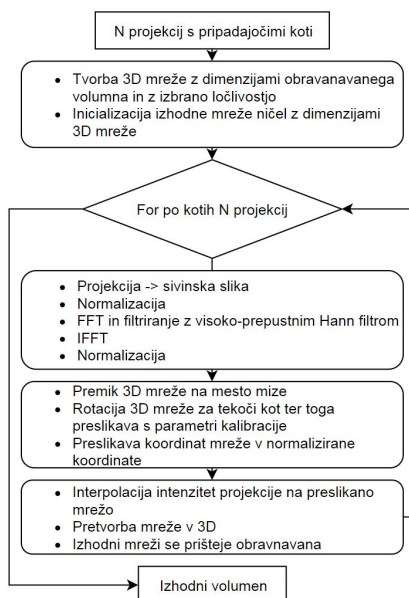 N projekcij s pripadajočimi koti
• Tvorba 3D mreže z dimenzijami obravanavanega
volumna in z izbrano ločlivostjo
• Inicializacija izhodne mreže ničel z dimenzijami
3D mreže
For po kotih N projekcij
• Projekcija -> sivinska slika
• Normalizacija
• FFT in filtriranje z visoko-prepustnim Hann filtrom
• IFFT
• Normalizacija
• Premik 3D mreže na mesto mize
• Rotacija 3D mreže za tekoči kot ter toga
preslikava s parametri kalibracije
• Preslikava koordinat mreže v normalizirane
koordinate
• Interpolacija intenzitet projekcije na preslikano
mrežo
• Pretvorba mreže v 3D
• Izhodni mreži se prišteje obravnavana
Izhodni volumen